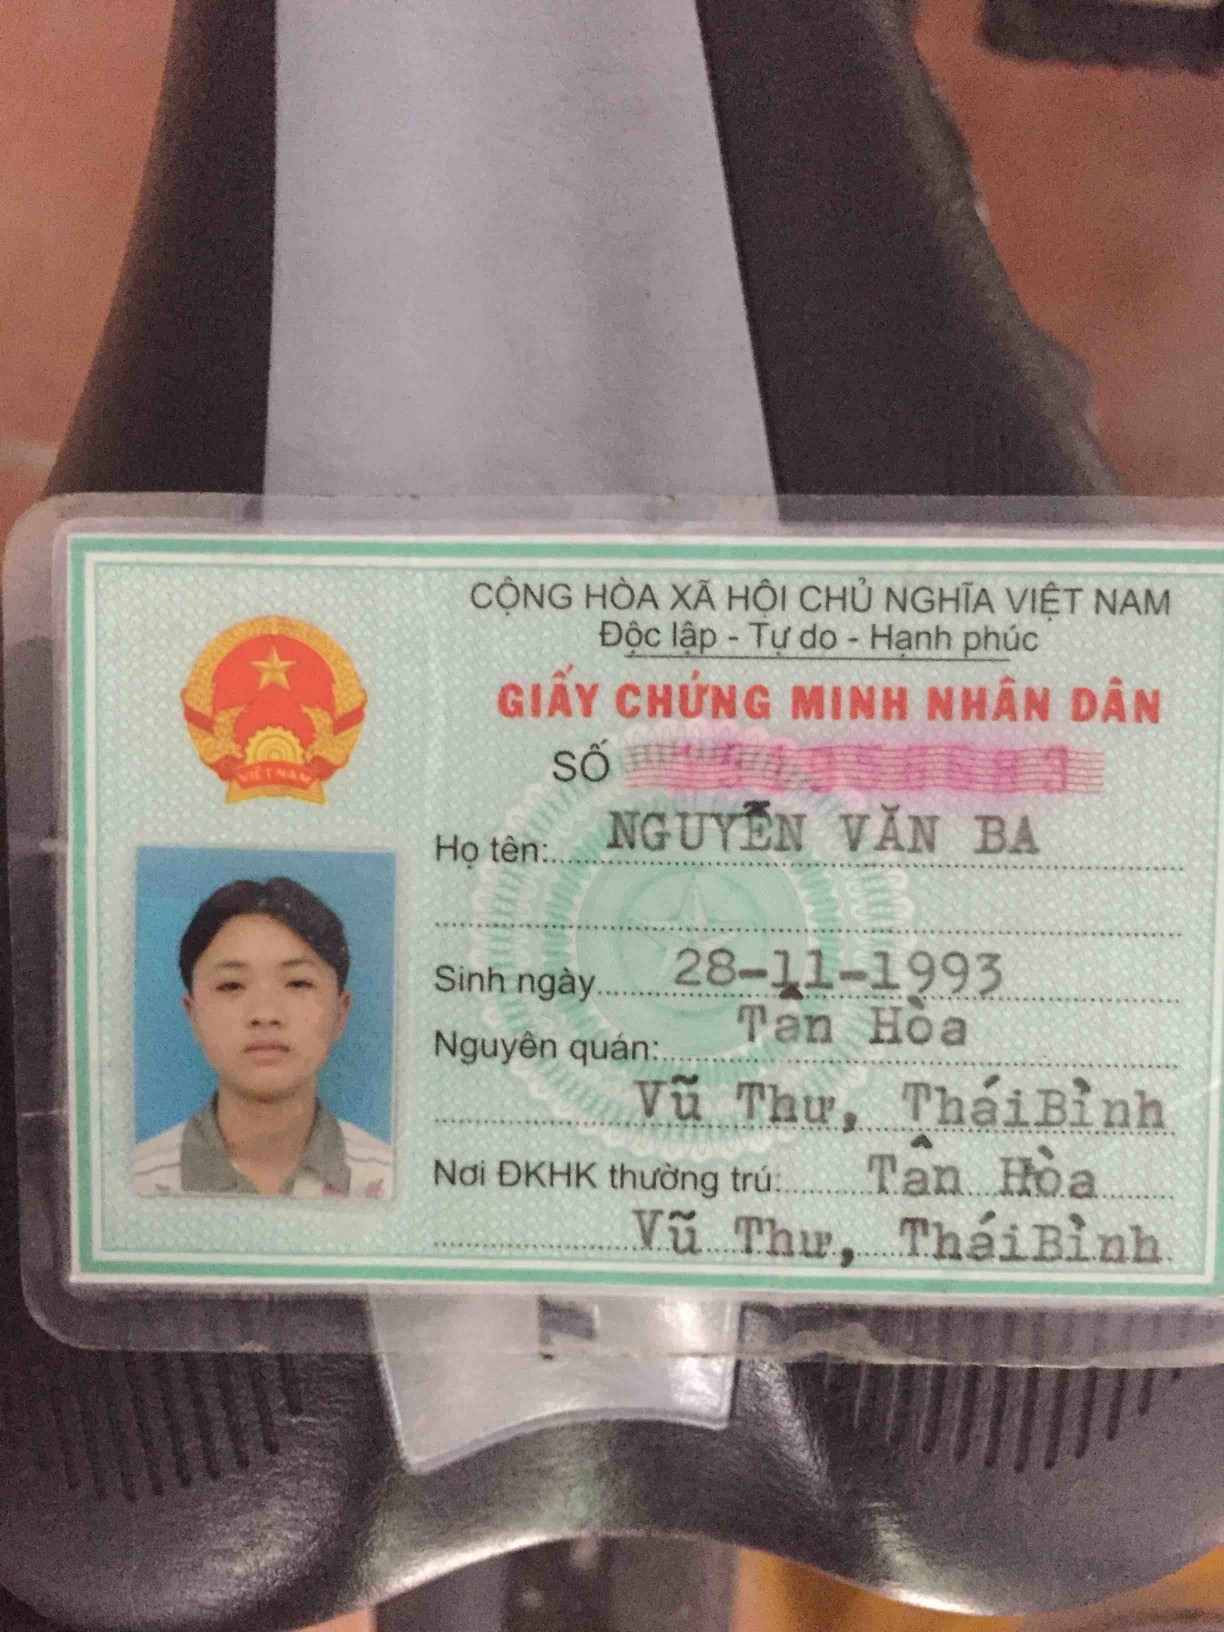 CỘNG HÒA XÃ HỘI CHỦ NGHĨA VIỆT NAM
Độc lập - Tự do - Hạnh phúc
GIẤY CHỨNG MINH NHÂN DÂN
SỐ
Họ tên: NGUYỄN VĂN BA
Sinh ngày 28-11-1993
Nguyên quán: Tân Hòa
Vũ Thư, TháiBình
Nơi ĐKHK thường trú: Tân Hòa
Vũ Thư, TháiBình
VIỆT NAM